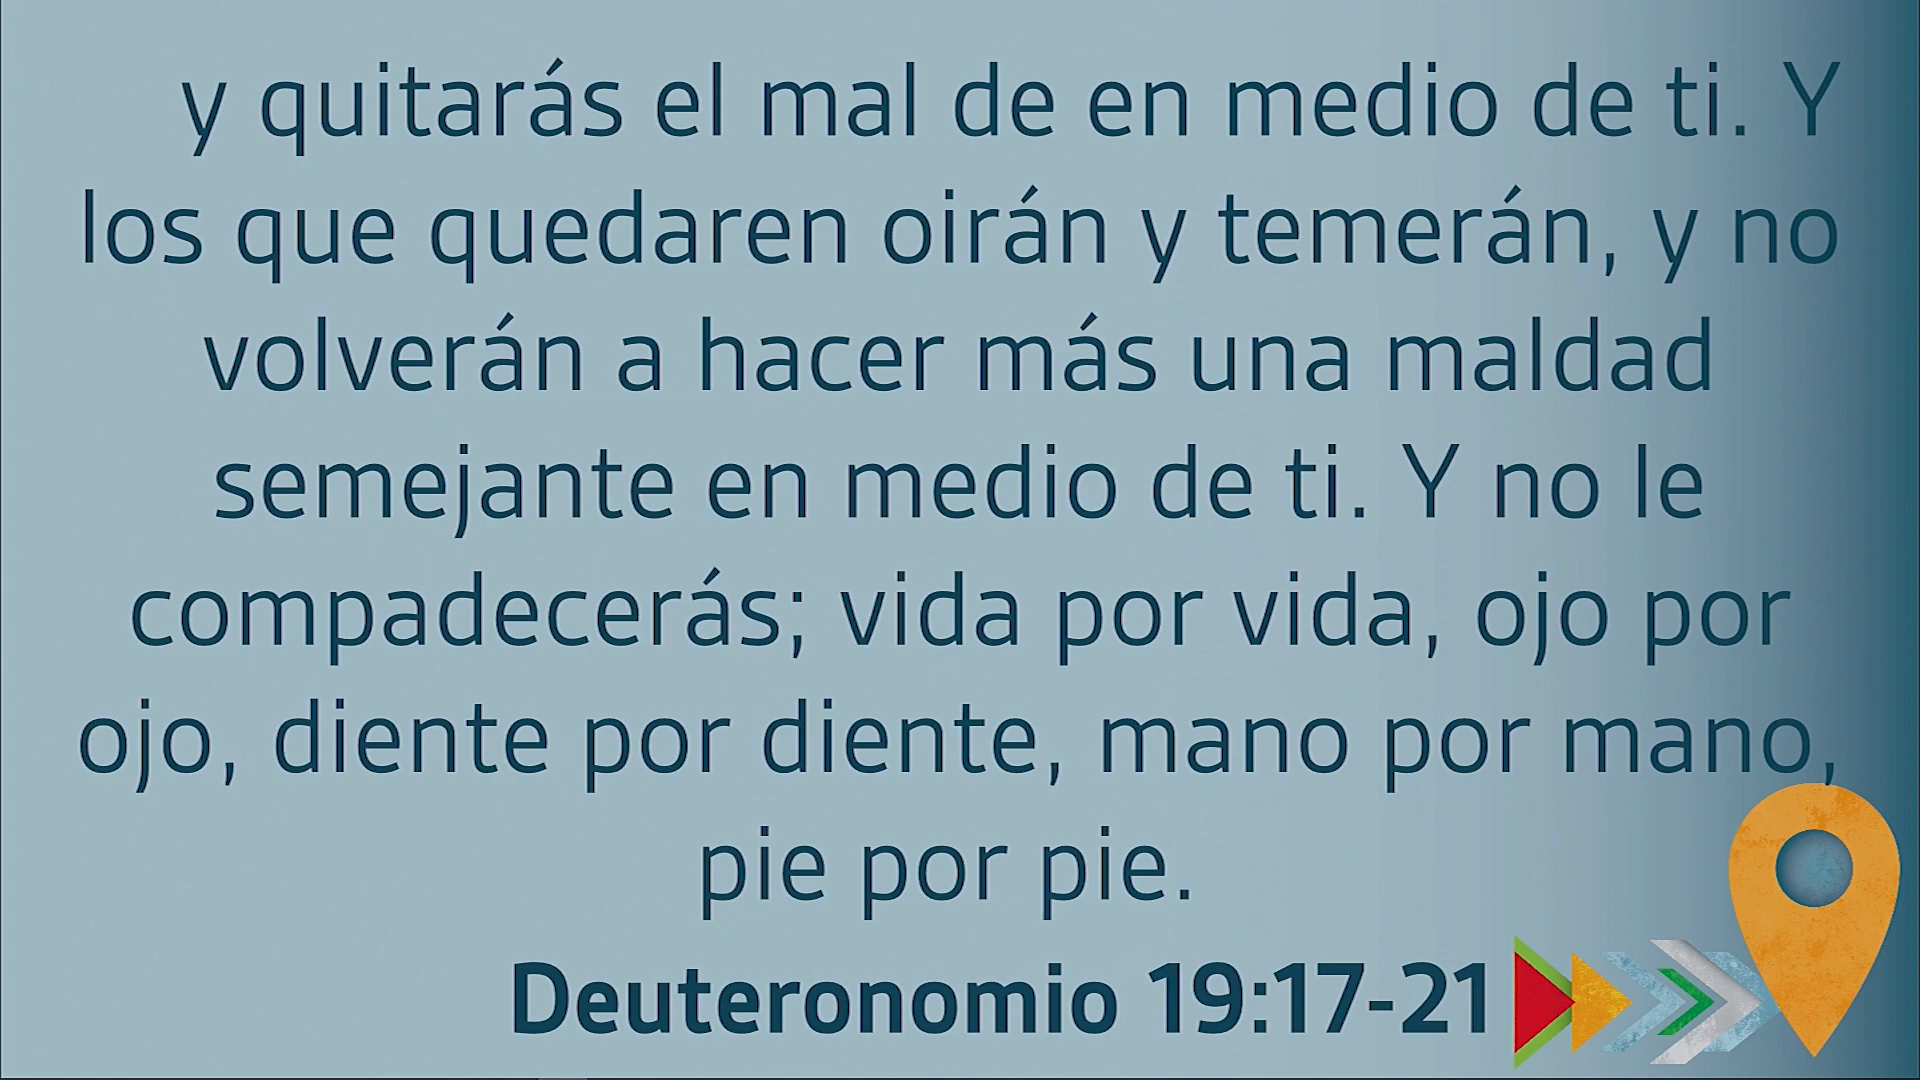 y quitarás el mal de en medio de ti. Y
los que quedaren oirán y temerán, y no
volverán a hacer más una maldad
semejante en medio de ti. Y no le
compadecerás; vida por vida, ojo por
ojo, diente por diente, mano por mano,
pie por pie.
Deuteronomio 19:17-21